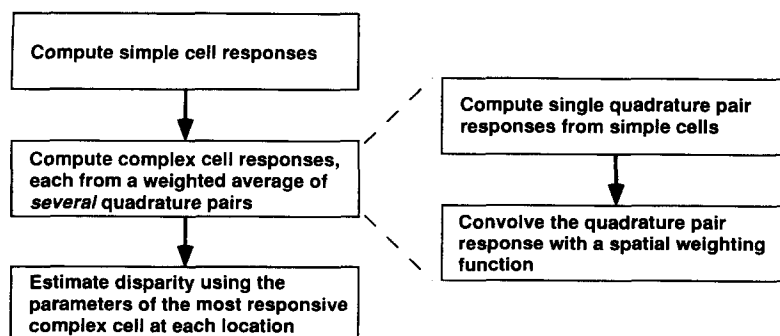 Compute simple cell responses
Compute complex cell responses,
each from a weighted average of
several quadrature pairs
Estimate disparity using the
parameters of the most responsive
complex cell at each location
Compute single quadrature pair
responses from simple cells
Convolve the quadrature pair
response with a spatial weighting
function